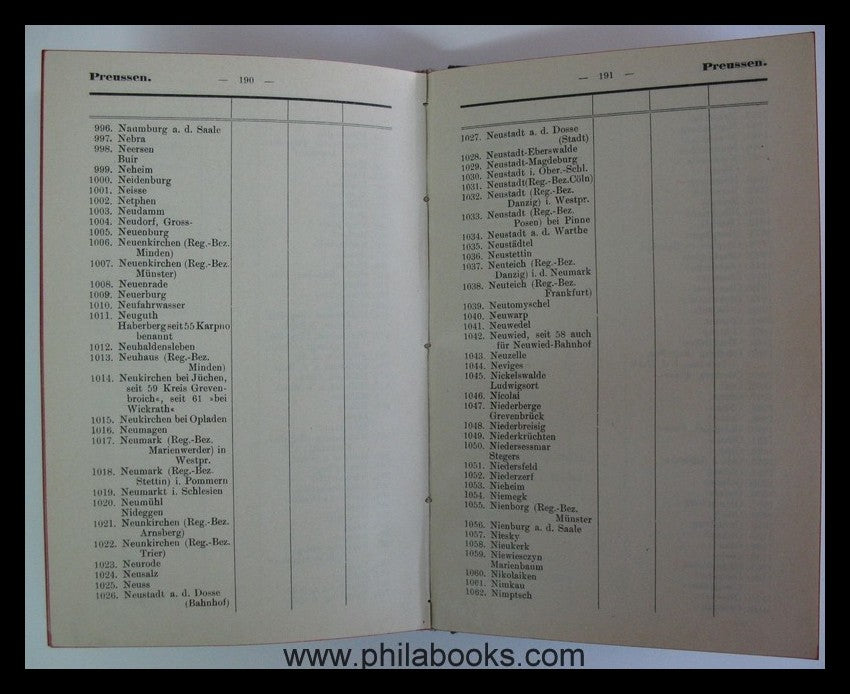 Preussen.
— 190 —
996. Naumburg a. d. Saale
997. Nebra
998. Neersen
Buir
999. Neheim
1000. Neidenburg
1001. Neisse
1002. Netphen
1003. Neudamm
1004. Neudorf, Gross-
1005. Neuenburg
1006. Neuenkirchen (Reg.-Bez.
Minden)
1007. Neuenkirchen (Reg.-Bez.
Münster)
1008. Neuenrade
1009. Neuerburg
1010. Neufahrwasser
1011. Neuguth
Haberberg seit 55 Karpno
benannt
1012. Neuhaldensleben
1013. Neuhaus (Reg.-Bez.
Minden)
1014. Neukirchen bei Jüchen,
seit 59 Kreis Greven-
broich«, seit 61 »bei
Wickrath«
1015. Neukirchen bei Opladen
1016. Neumagen
1017. Neumark (Reg.-Bez.
Marienwerder) in
Westpr.
1018. Neumark (Reg.-Bez.
Stettin) i. Pommern
1019. Neumarkt i. Schlesien
1020. Neumühl
Nideggen
1021. Neunkirchen (Reg.-Bez.
Arnsberg)
1022. Neunkirchen (Reg.-Bez.
Trier)
1023. Neurode
1024. Neusalz
1025. Neuss
1026. Neustadt a. d. Dosse
(Bahnhof)
— 191 —
Preussen.
1027. Neustadt a. d. Dosse
(Stadt)
1028. Neustadt-Eberswalde
1029. Neustadt-Magdeburg
1030. Neustadt i. Ober.-Schl.
1031. Neustadt(Reg.-Bez.Cöln)
1032. Neustadt (Reg.-Bez.
Danzig) i. Westpr.
1033. Neustadt (Reg.-Bez.
Posen) bei Pinne
1034. Neustadt a. d. Warthe
1035. Neustädtel
1036. Neustettin
1037. Neuteich (Reg.-Bez.
Danzig) i. d. Neumark
1038. Neuteich (Reg.-Bez.
Frankfurt)
1039. Neutomyschel
1040. Neuwarp
1041. Neuwedel
1042. Neuwied, seit 58 auch
für Neuwied-Bahnhof
1043. Neuzelle
1044. Neviges
1045. Nickelswalde
Ludwigsort
1046. Nicolai
1047. Niederberge
Grevenbrück
1048. Niederbreisig
1049. Niederkrüchten
1050. Niedersessmar
Stegers
1051. Niedersfeld
1052. Niederzerf
1053. Nieheim
1054. Niemegk
1055. Nienborg (Reg.-Bez.
Münster
1056. Nienburg a. d. Saale
1057. Niesky
1058. Nieukerk
1059. Niewiesczyn
Marienbaum
1060. Nikolaiken
1061. Nimkau
1062. Nimptsch
www.philabooks.com